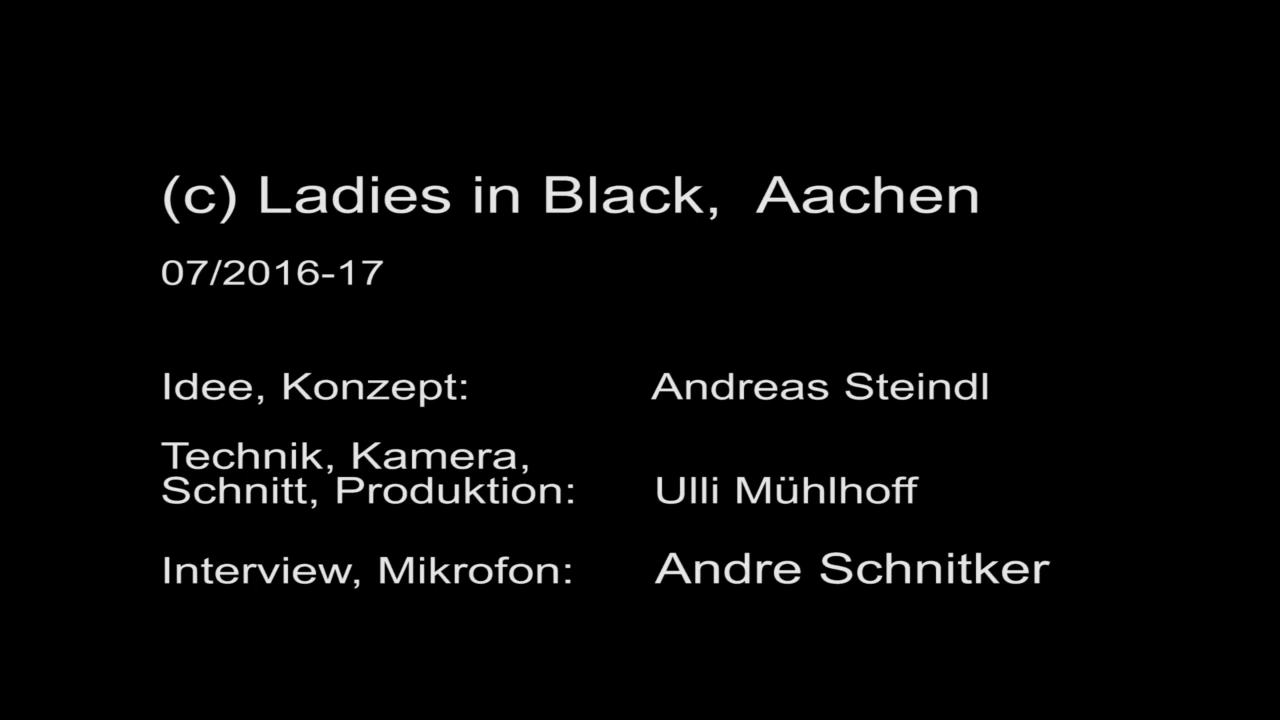 (c) Ladies in Black, Aachen
07/2016-17
Idee, Konzept: Andreas Steindl
Technik, Kamera,
Schnitt, Produktion: Ulli Mühlhoff
Interview, Mikrofon: Andre Schnitker